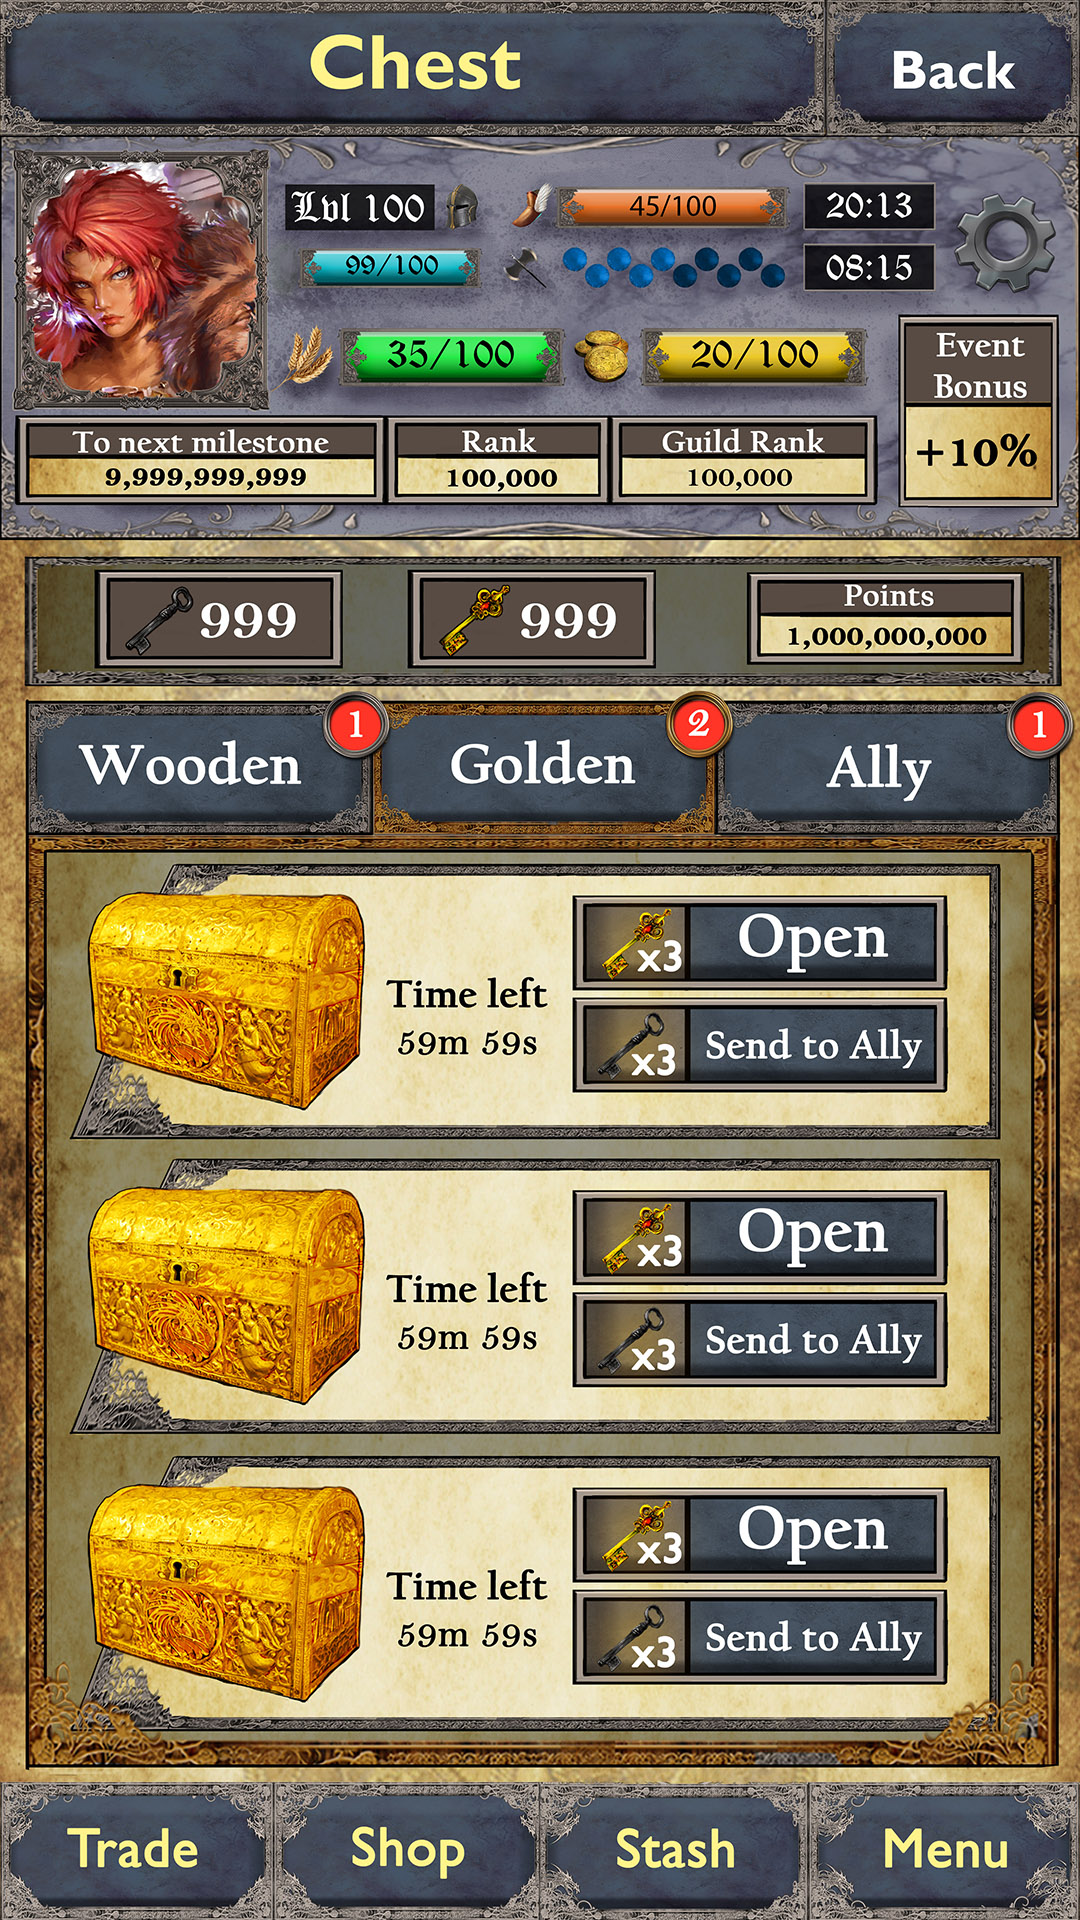 Chest
Back
Lvl 100
45/100
20:13
99/100
08:15
35/100
20/100
Event
Bonus
+10%
To next milestone
9,999,999,999
Rank
100,000
Guild Rank
100,000
999
999
Points
1,000,000,000
Wooden
1
Golden
2
Ally
1
Time left
59m 59s
x3
Open
x3
Send to Ally
Time left
59m 59s
x3
Open
x3
Send to Ally
Time left
59m 59s
x3
Open
x3
Send to Ally
Trade
Shop
Stash
Menu